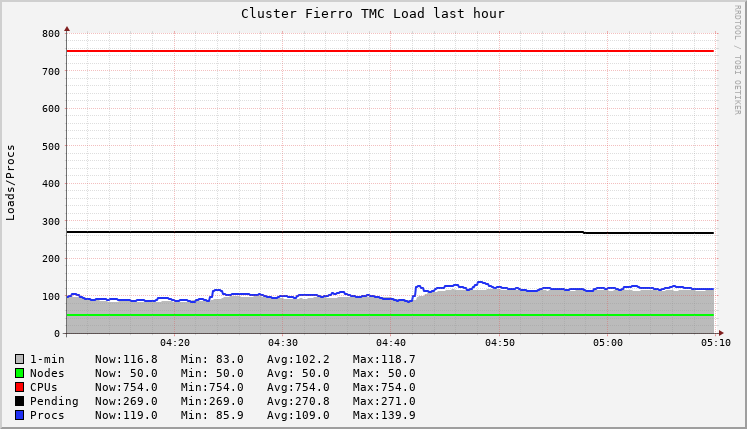 Cluster Fierro TMC Load last hour
RRDTOOL / TOBI OETIKER
Loads/Procs
800
700
600
500
400
300
200
100
0
04:20 04:30 04:40 04:50 05:00 05:10
1-min Now:116.8 Min: 83.0 Avg:102.2 Max:118.7
Nodes Now: 50.0 Min: 50.0 Avg: 50.0 Max: 50.0
CPUs Now:754.0 Min:754.0 Avg:754.0 Max:754.0
Pending Now:269.0 Min:269.0 Avg:270.8 Max:271.0
Procs Now:119.0 Min: 85.9 Avg:109.0 Max:139.9